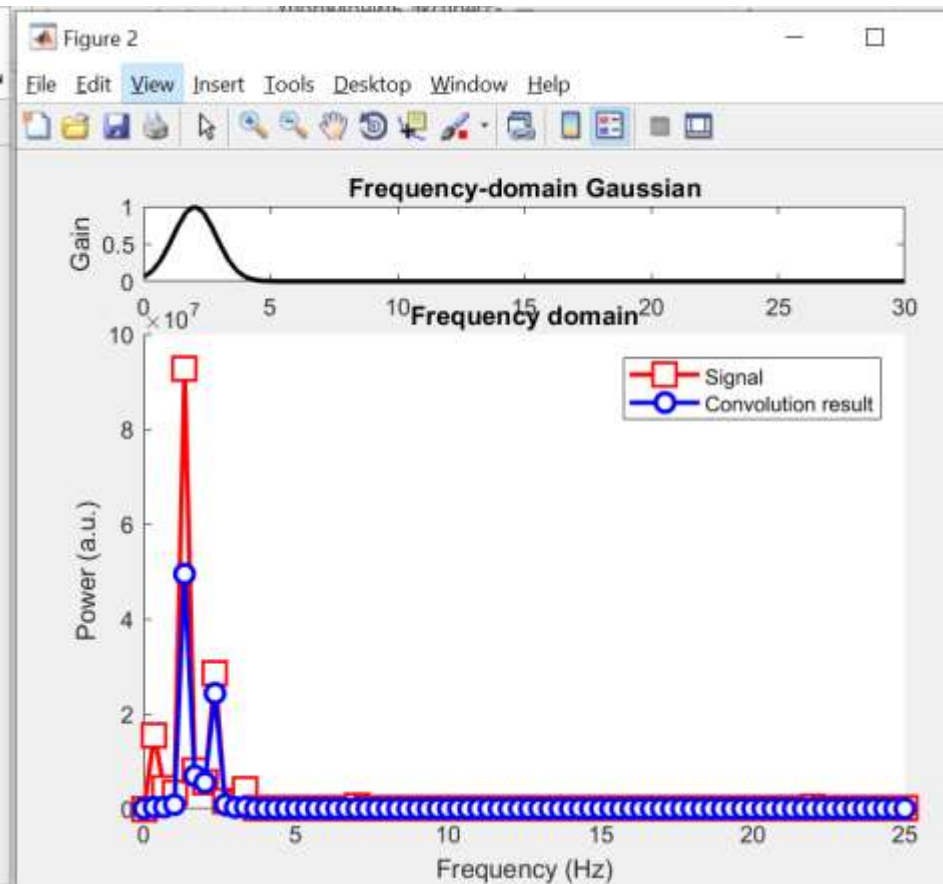 Figure 2
File Edit View Insert Tools Desktop Window Help
Frequency-domain Gaussian
Gain
1
0.5
0
0 5 10 15 20 25 30
×10⁷
Frequency domain
10
8
6
4
2
0
Power (a.u.)
Signal
Convolution result
0 5 10 15 20 25
Frequency (Hz)